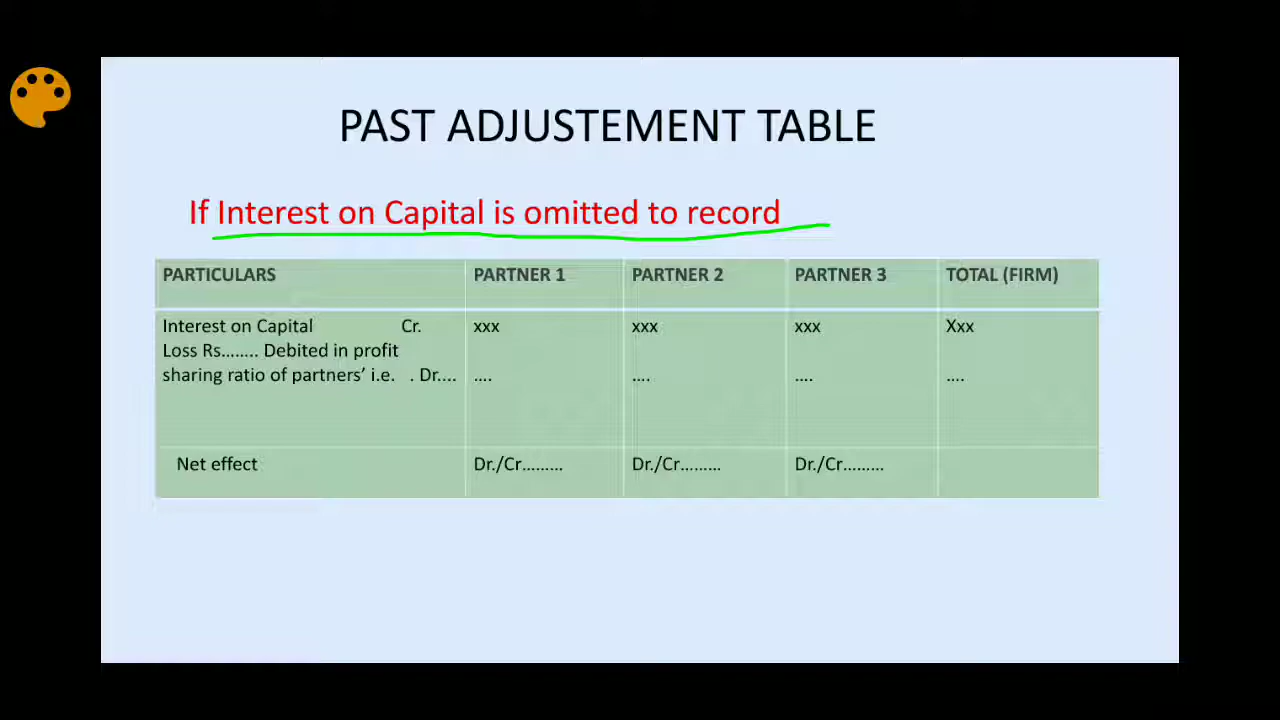 PAST ADJUSTEMENT TABLE
If Interest on Capital is omitted to record
PARTICULARS PARTNER 1 PARTNER 2 PARTNER 3 TOTAL (FIRM)
Interest on Capital Cr. xxx xxx xxx Xxx
Loss Rs........ Debited in profit
sharing ratio of partners’ i.e. . Dr.... .... .... .... ....
Net effect Dr./Cr......... Dr./Cr......... Dr./Cr.........